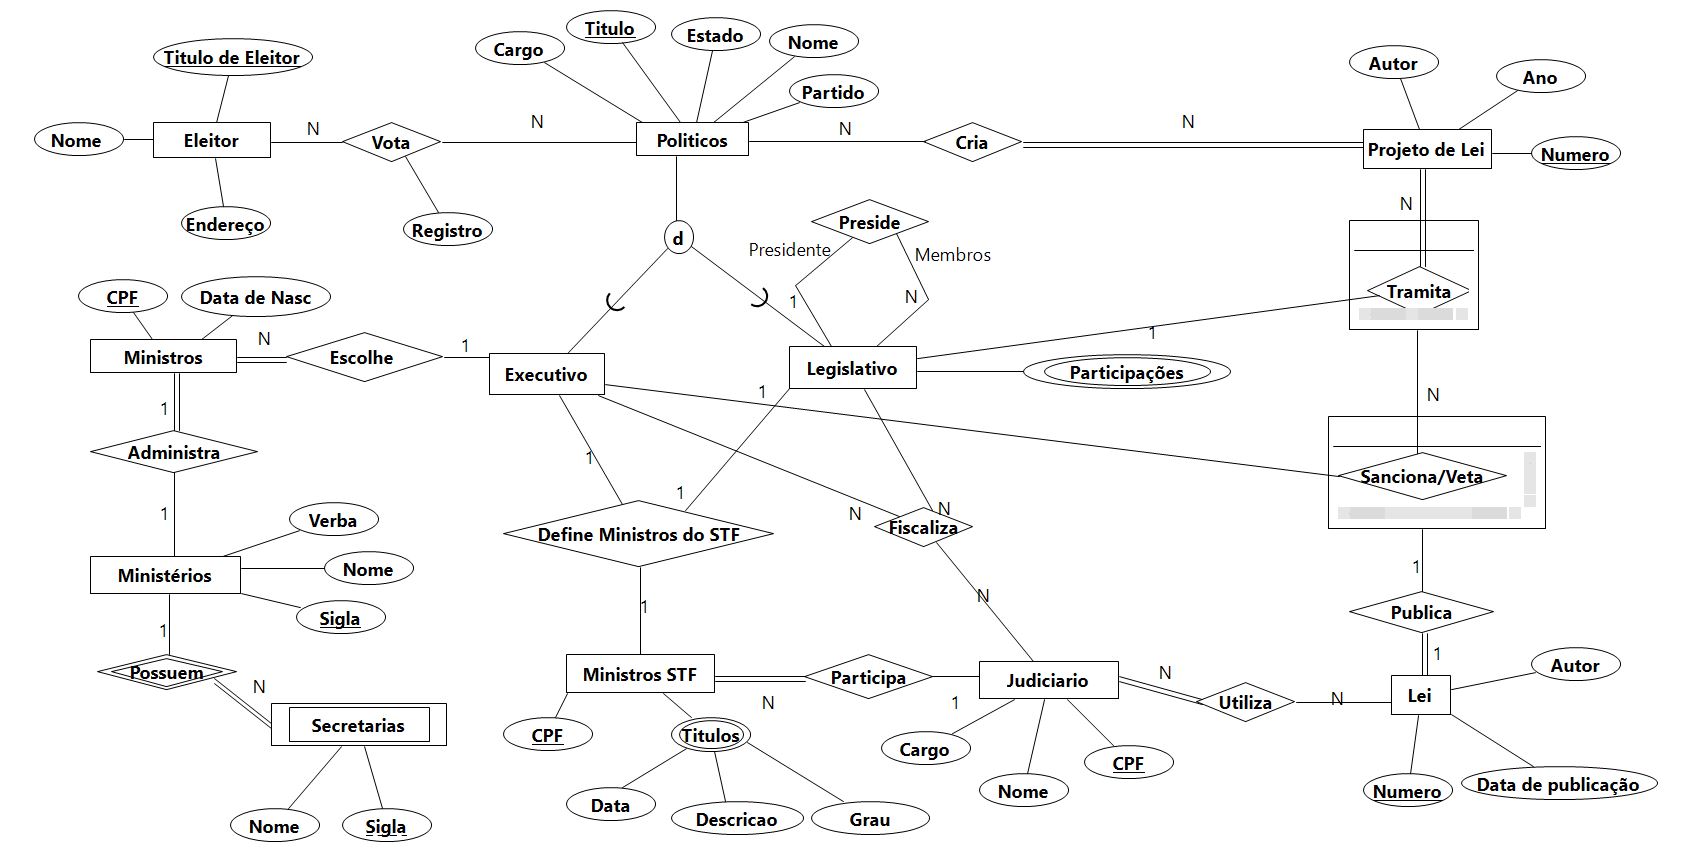 Titulo de Eleitor
Nome
Eleitor
Endereço
N
Vota
Registro
N
Cargo
Titulo
Estado
Nome
Partido
Politicos
N
Cria
N
Autor
Ano
Projeto de Lei
Numero
N
Tramita
1
d
Preside
Presidente
Membros
1
N
CPF
Data de Nasc
Ministros
N
Escolhe
1
Executivo
Legislativo
Participações
1
Administra
1
Ministérios
Verba
Nome
Sigla
1
Possuem
N
Secretarias
Nome
Sigla
1
1
1
Define Ministros do STF
1
N
N
Fiscaliza
N
1
N
Sanciona/Veta
1
Publica
1
Ministros STF
CPF
Titulos
Data
Descricao
Grau
N
Participa
1
Judiciario
Cargo
Nome
CPF
N
Utiliza
N
Lei
Autor
Numero
Data de publicação